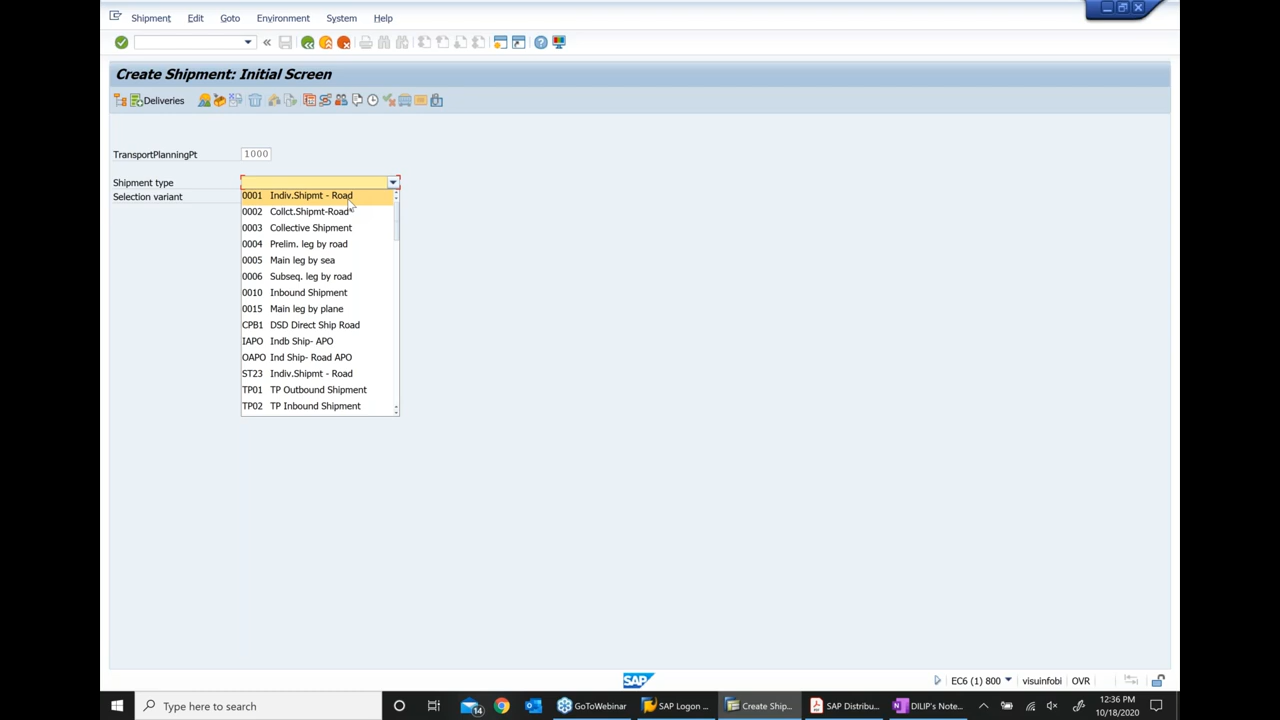 Shipment Edit Goto Environment System Help
Create Shipment: Initial Screen
Deliveries
TransportPlanningPt 1000
Shipment type
Selection variant
0001 Indiv.Shipmt - Road
0002 Collct.Shipmt-Road
0003 Collective Shipment
0004 Prelim. leg by road
0005 Main leg by sea
0006 Subseq. leg by road
0010 Inbound Shipment
0015 Main leg by plane
CPB1 DSD Direct Ship Road
IAPO Indb Ship- APO
OAPO Ind Ship- Road APO
ST23 Indiv.Shipmt - Road
TP01 TP Outbound Shipment
TP02 TP Inbound Shipment
SAP
EC6 (1) 800 visuinfobi OVR
Type here to search
14
GoToWebinar
SAP Logon ...
Create Ship...
SAP Distribu...
DILIP's Note...
12:36 PM
10/18/2020